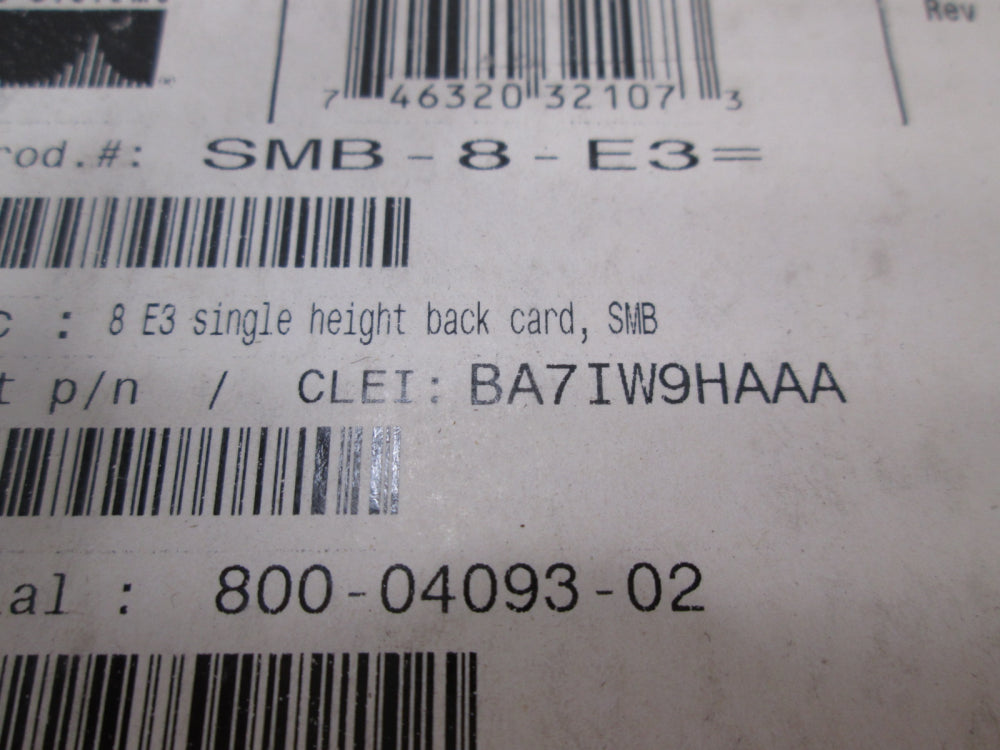 Rev
7 46320 32107 3
rod.#: SMB-8-E3=
c : 8 E3 single height back card, SMB
t p/n / CLEI: BA7IW9HAAA
ial : 800-04093-02